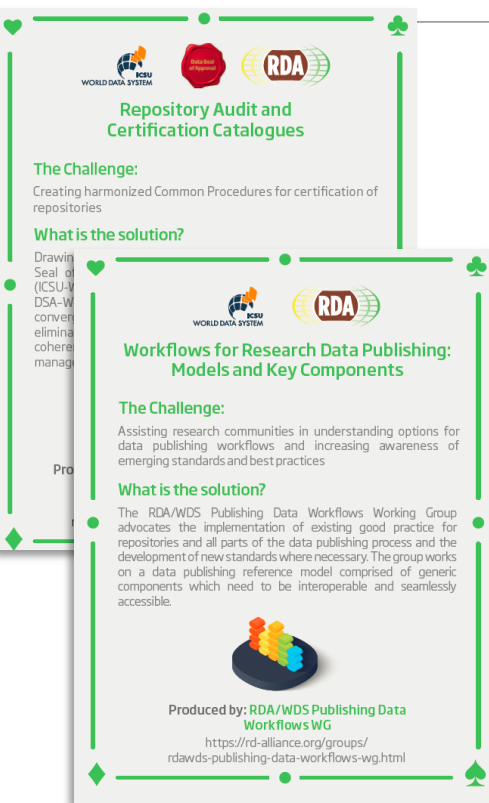 ICSU
WORLD DATA SYSTEM
Data Seal
of Approval
RDA
Repository Audit and
Certification Catalogues
The Challenge:
Creating harmonized Common Procedures for certification of
repositories
What is the solution?
Drawin
Seal of
(ICSU-W
DSA–W
converg
elimina
coheren
manag
Pro
ICSU
WORLD DATA SYSTEM
RDA
Workflows for Research Data Publishing:
Models and Key Components
The Challenge:
Assisting research communities in understanding options for
data publishing workflows and increasing awareness of
emerging standards and best practices
What is the solution?
The RDA/WDS Publishing Data Workflows Working Group
advocates the implementation of existing good practice for
repositories and all parts of the data publishing process and the
development of new standards where necessary. The group works
on a data publishing reference model comprised of generic
components which need to be interoperable and seamlessly
accessible.
Produced by: RDA/WDS Publishing Data
Workflows WG
https://rd-alliance.org/groups/
rdawds-publishing-data-workflows-wg.html